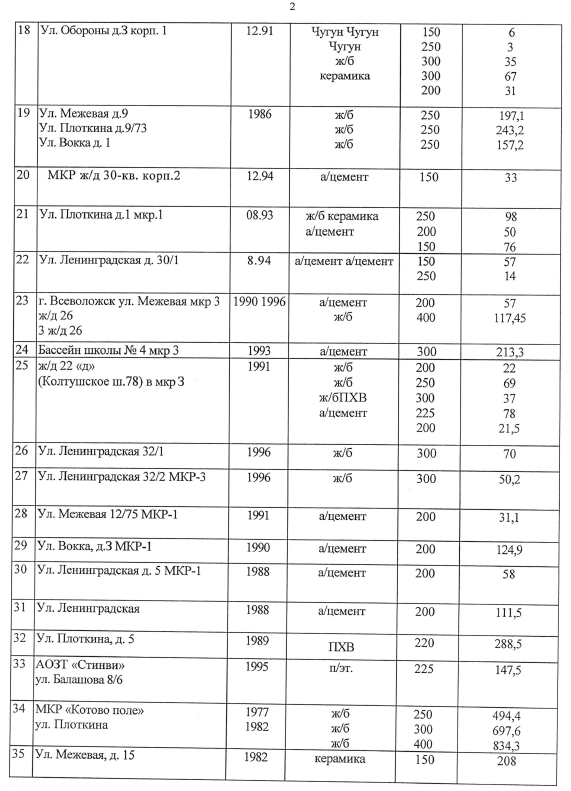 2
18 Ул. Обороны д.3 корп. 1 12.91 Чугун Чугун 150 6
Чугун 250 3
ж/б 300 35
керамика 300 67
200 31
19 Ул. Межевая д.9 1986 ж/б 250 197,1
Ул. Плоткина д.9/73 ж/б 250 243,2
Ул. Вокка д. 1 ж/б 250 157,2
20 МКР ж/д 30-кв. корп.2 12.94 а/цемент 150 33
21 Ул. Плоткина д.1 мкр.1 08.93 ж/б керамика 250 98
а/цемент 200 50
150 76
22 Ул. Ленинградская д. 30/1 8.94 а/цемент а/цемент 150 57
250 14
23 г. Всеволожск ул. Межевая мкр 3 1990 1996 а/цемент 200 57
ж/д 26 ж/б 400 117,45
3 ж/д 26
24 Бассейн школы № 4 мкр 3 1993 а/цемент 300 213,3
25 ж/д 22 «д» 1991 ж/б 200 22
(Колтушское ш.78) в мкр З ж/б 250 69
ж/бПХВ 300 37
а/цемент 225 78
200 21,5
26 Ул. Ленинградская 32/1 1996 ж/б 300 70
27 Ул. Ленинградская 32/2 МКР-3 1996 ж/б 300 50,2
28 Ул. Межевая 12/75 МКР-1 1991 а/цемент 200 31,1
29 Ул. Вокка, д.3 МКР-1 1990 а/цемент 200 124,9
30 Ул. Ленинградская д. 5 МКР-1 1988 а/цемент 200 58
31 Ул. Ленинградская 1988 а/цемент 200 111,5
32 Ул. Плоткина, д. 5 1989 ПХВ 220 288,5
33 АОЗТ «Стинви» 1995 п/эт. 225 147,5
ул. Балашова 8/6
34 МКР «Котово поле» 1977 ж/б 250 494,4
ул. Плоткина 1982 ж/б 300 697,6
ж/б 400 834,3
35 Ул. Межевая, д. 15 1982 керамика 150 208